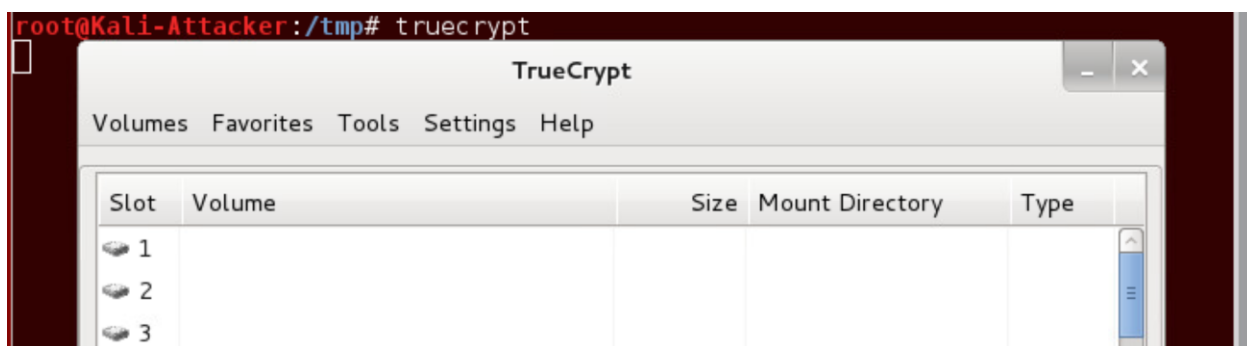 root@Kali-Attacker:/tmp# truecrypt
TrueCrypt
Volumes Favorites Tools Settings Help
Slot Volume Size Mount Directory Type
1
2
3